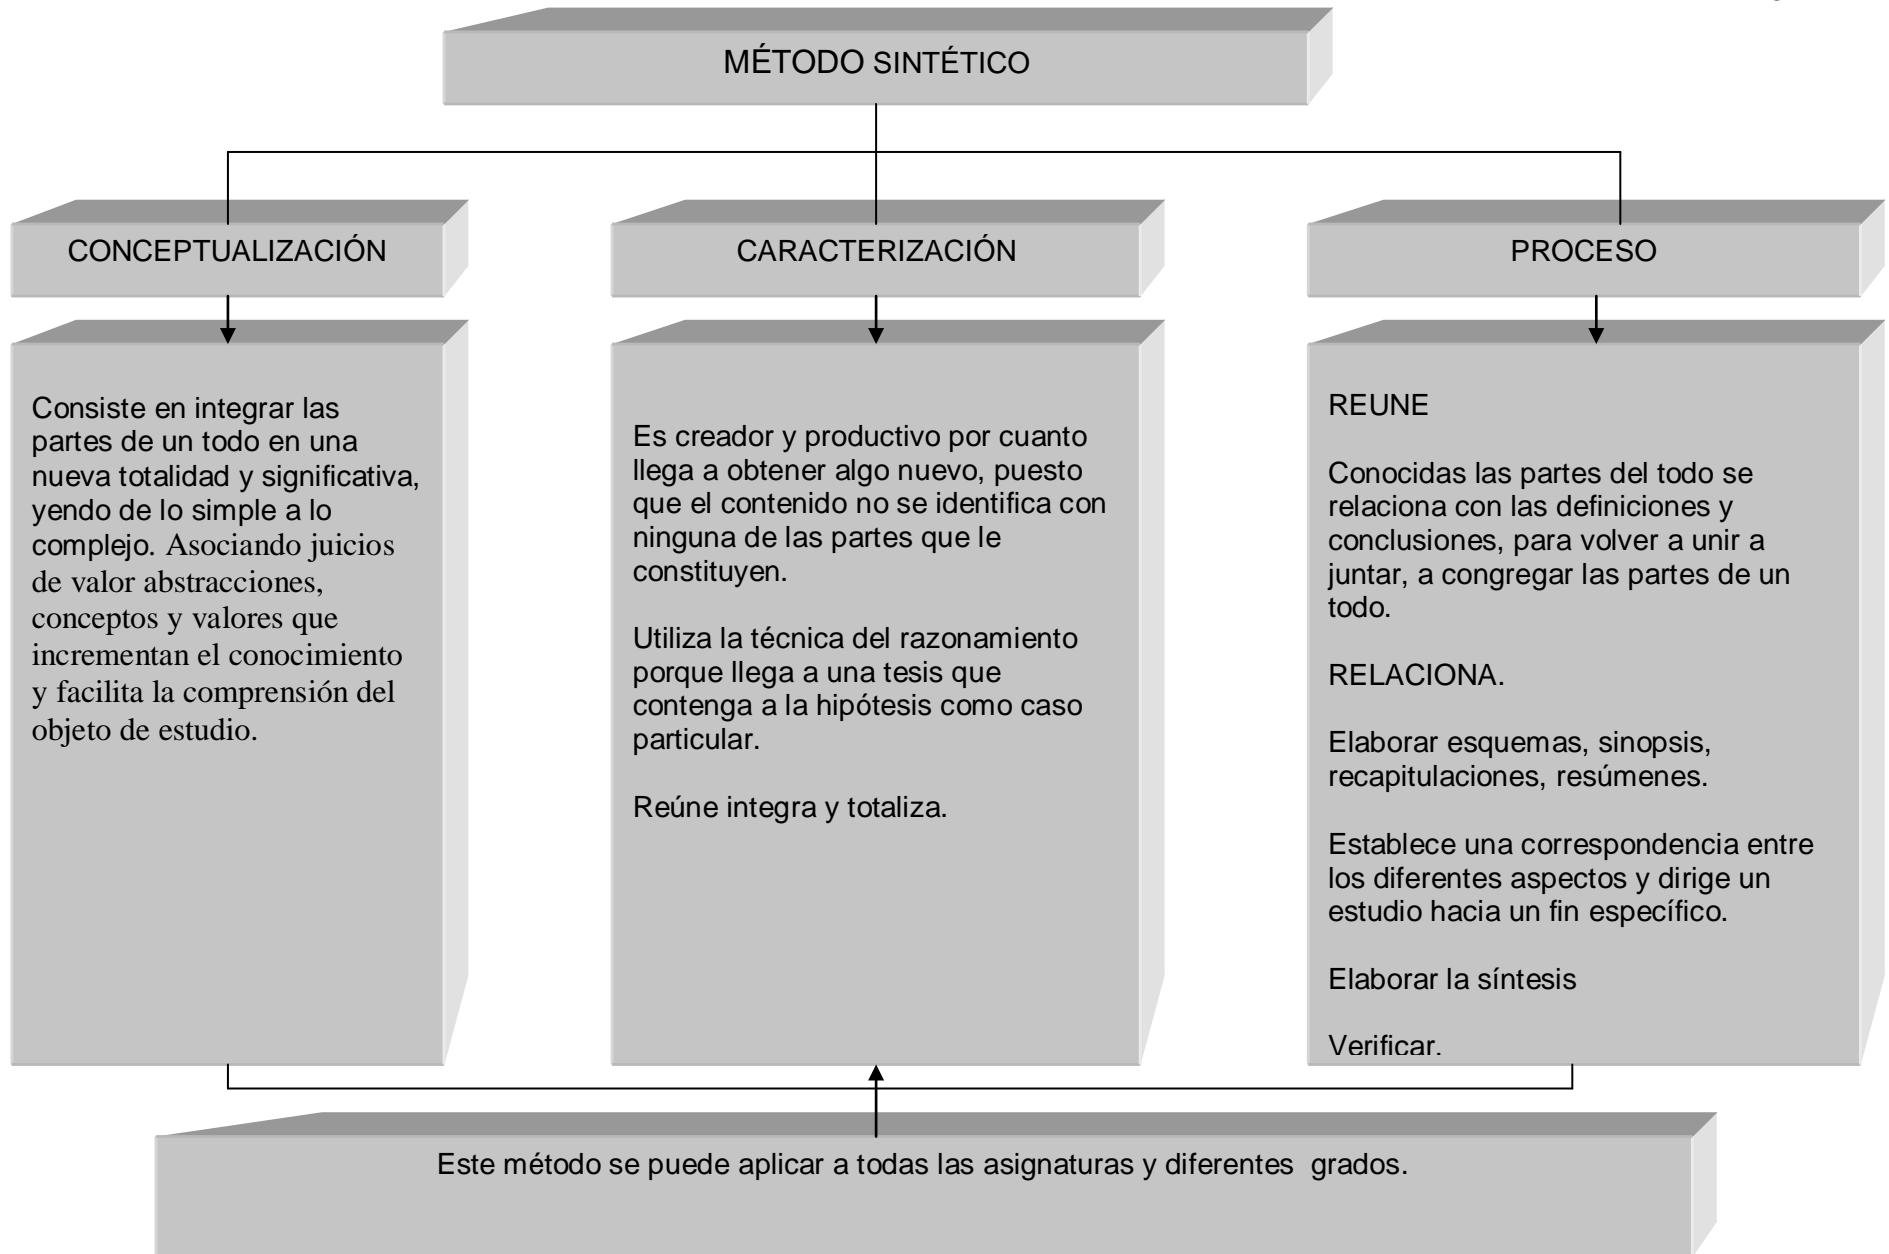 MÉTODO SINTÉTICO
CONCEPTUALIZACIÓN
Consiste en integrar las
partes de un todo en una
nueva totalidad y significativa,
yendo de lo simple a lo
complejo. Asociando juicios
de valor abstracciones,
conceptos y valores que
incrementan el conocimiento
y facilita la comprensión del
objeto de estudio.
CARACTERIZACIÓN
Es creador y productivo por cuanto
llega a obtener algo nuevo, puesto
que el contenido no se identifica con
ninguna de las partes que le
constituyen.
Utiliza la técnica del razonamiento
porque llega a una tesis que
contenga a la hipótesis como caso
particular.
Reúne integra y totaliza.
PROCESO
REUNE
Conocidas las partes del todo se
relaciona con las definiciones y
conclusiones, para volver a unir a
juntar, a congregar las partes de un
todo.
RELACIONA.
Elaborar esquemas, sinopsis,
recapitulaciones, resúmenes.
Establece una correspondencia entre
los diferentes aspectos y dirige un
estudio hacia un fin específico.
Elaborar la síntesis
Verificar.
Este método se puede aplicar a todas las asignaturas y diferentes grados.